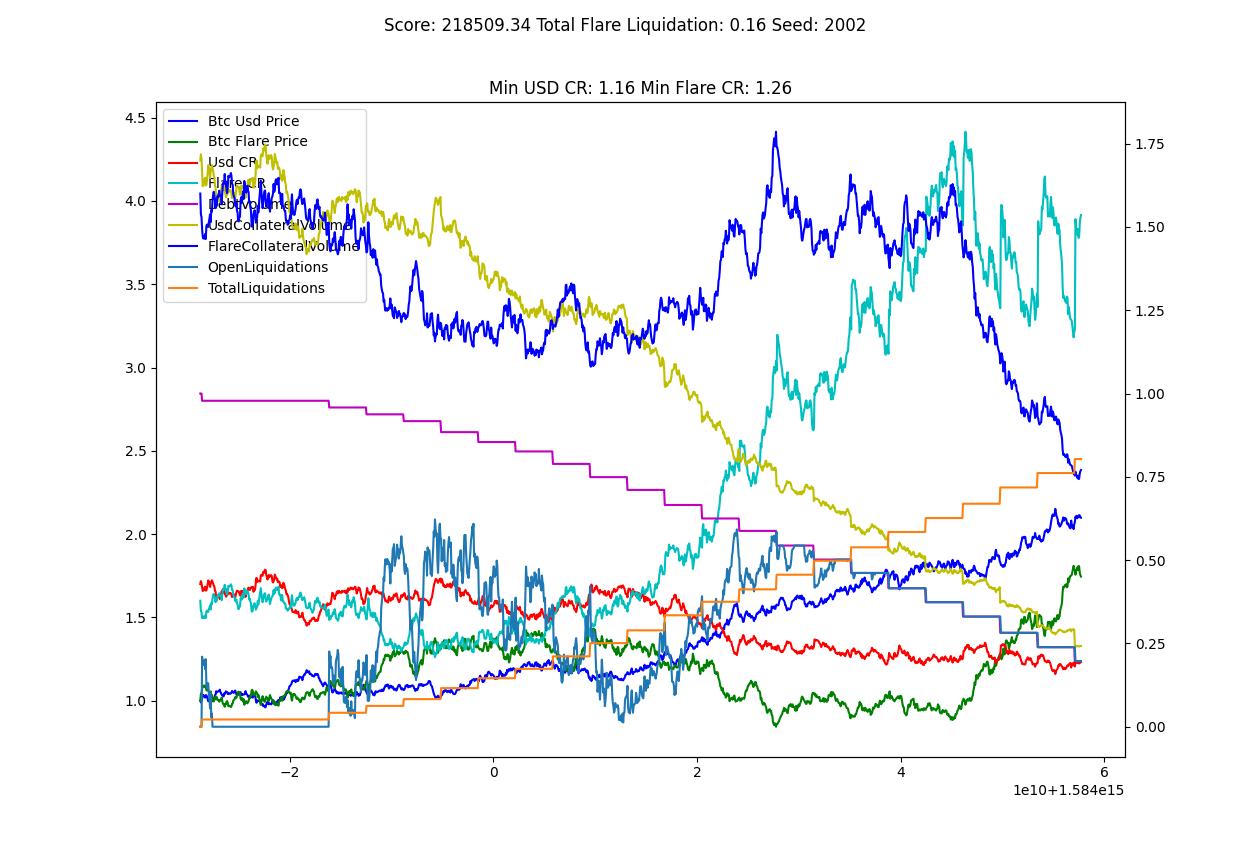 Score: 218509.34 Total Flare Liquidation: 0.16 Seed: 2002
Min USD CR: 1.16 Min Flare CR: 1.26
Btc Usd Price
Btc Flare Price
Usd CR
Flare CR
DebtVolume
UsdCollateralVolume
FlareCollateralVolume
OpenLiquidations
TotalLiquidations
4.5
4.0
3.5
3.0
2.5
2.0
1.5
1.0
1.75
1.50
1.25
1.00
0.75
0.50
0.25
0.00
−2
0
2
4
6
1e10+1.584e15